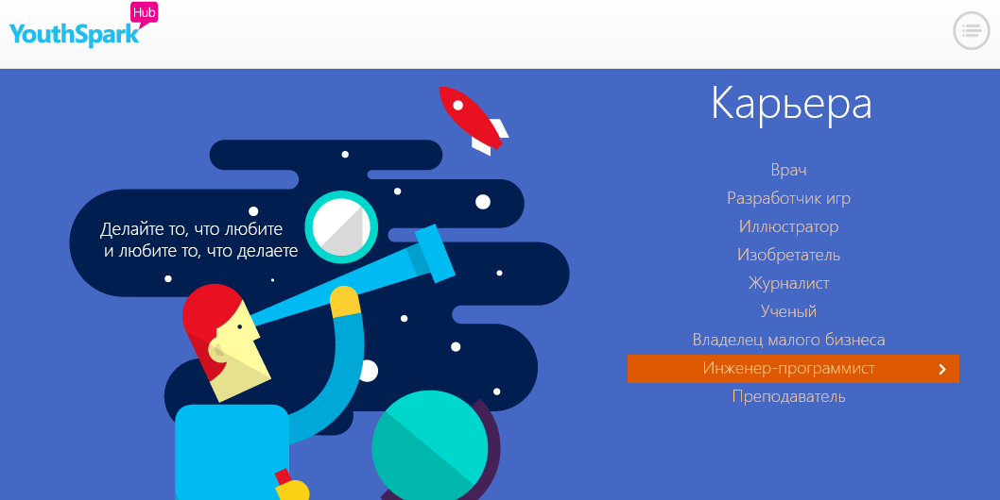 Hub
YouthSpark
Карьера
Делайте то, что любите
и любите то, что делаете
Врач
Разработчик игр
Иллюстратор
Изобретатель
Журналист
Ученый
Владелец малого бизнеса
Инженер-программист
Преподаватель